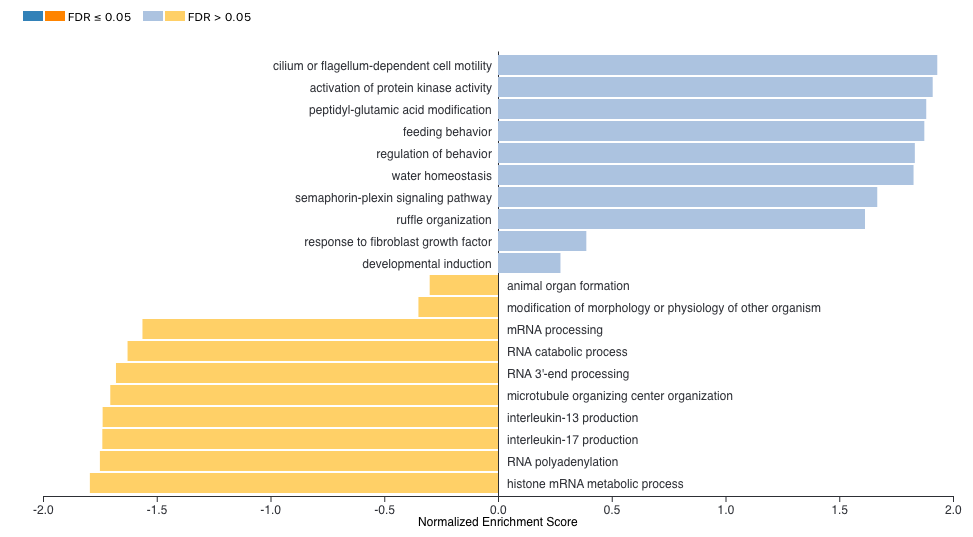 FDR ≤ 0.05 FDR > 0.05
cilium or flagellum-dependent cell motility
activation of protein kinase activity
peptidyl-glutamic acid modification
feeding behavior
regulation of behavior
water homeostasis
semaphorin-plexin signaling pathway
ruffle organization
response to fibroblast growth factor
developmental induction
animal organ formation
modification of morphology or physiology of other organism
mRNA processing
RNA catabolic process
RNA 3'-end processing
microtubule organizing center organization
interleukin-13 production
interleukin-17 production
RNA polyadenylation
histone mRNA metabolic process
-2.0 -1.5 -1.0 -0.5 0.0 0.5 1.0 1.5 2.0
Normalized Enrichment Score